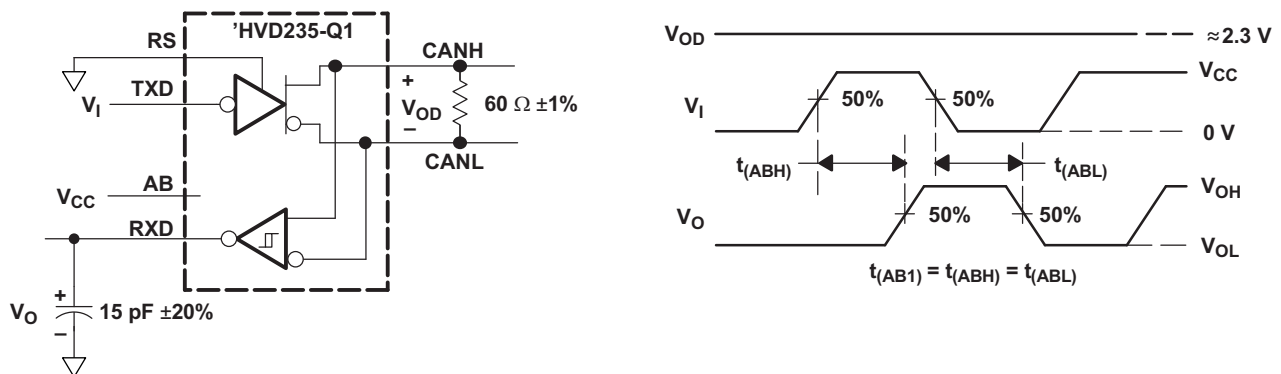 'HVD235-Q1
RS
CANH
TXD
V_I
+
V_OD
–
60 Ω ±1%
CANL
AB
V_CC
RXD
+
V_O
15 pF ±20%
–
V_OD
≈2.3 V
V_CC
V_I
50%
50%
0 V
t_(ABH)
t_(ABL)
V_OH
V_O
50%
50%
V_OL
t_(AB1) = t_(ABH) = t_(ABL)